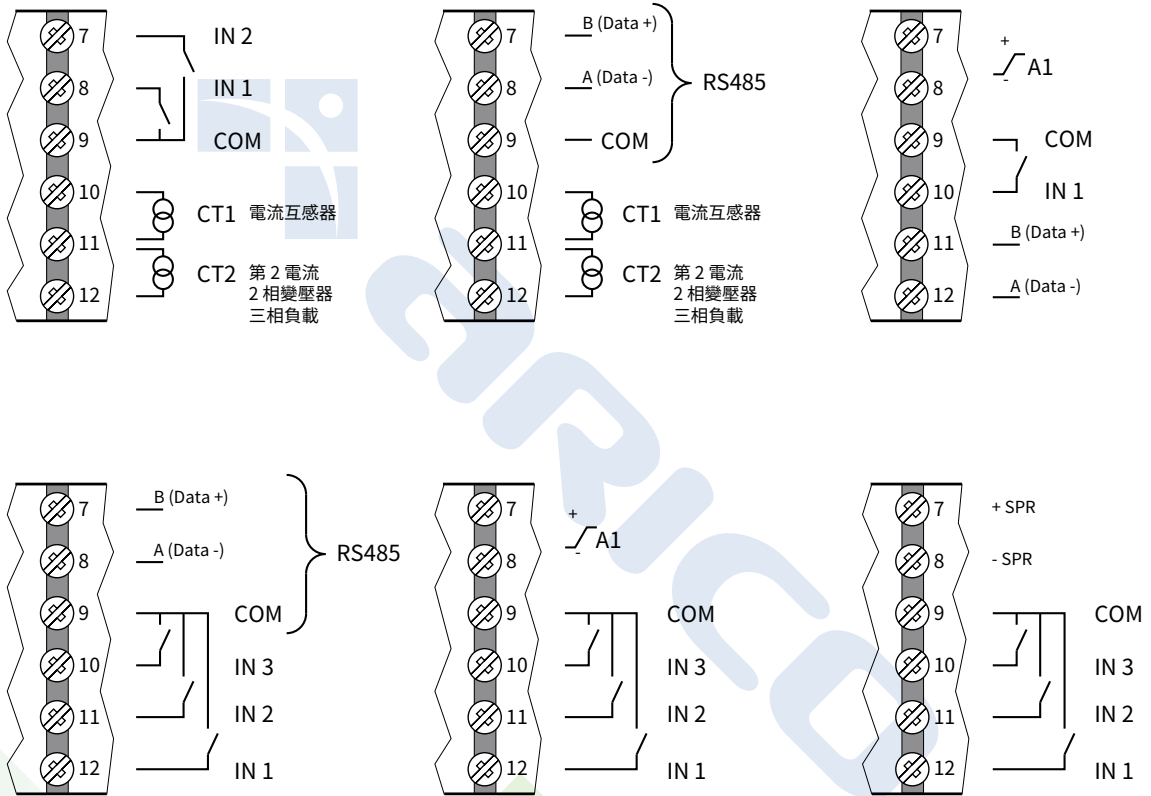 7 IN 2
8 IN 1
9 COM
10
CT1 電流互感器
11
CT2 第 2 電流
2 相變壓器
三相負載
12
7 B (Data +)
8 A (Data -)
RS485
9 COM
10
CT1 電流互感器
11
CT2 第 2 電流
2 相變壓器
三相負載
12
7
+
A1
-
8
9 COM
10 IN 1
11 B (Data +)
12 A (Data -)
7 B (Data +)
8 A (Data -)
RS485
9 COM
10 IN 3
11 IN 2
12 IN 1
7
+
A1
-
8
9 COM
10 IN 3
11 IN 2
12 IN 1
7 + SPR
8 - SPR
9 COM
10 IN 3
11 IN 2
12 IN 1
ARICO